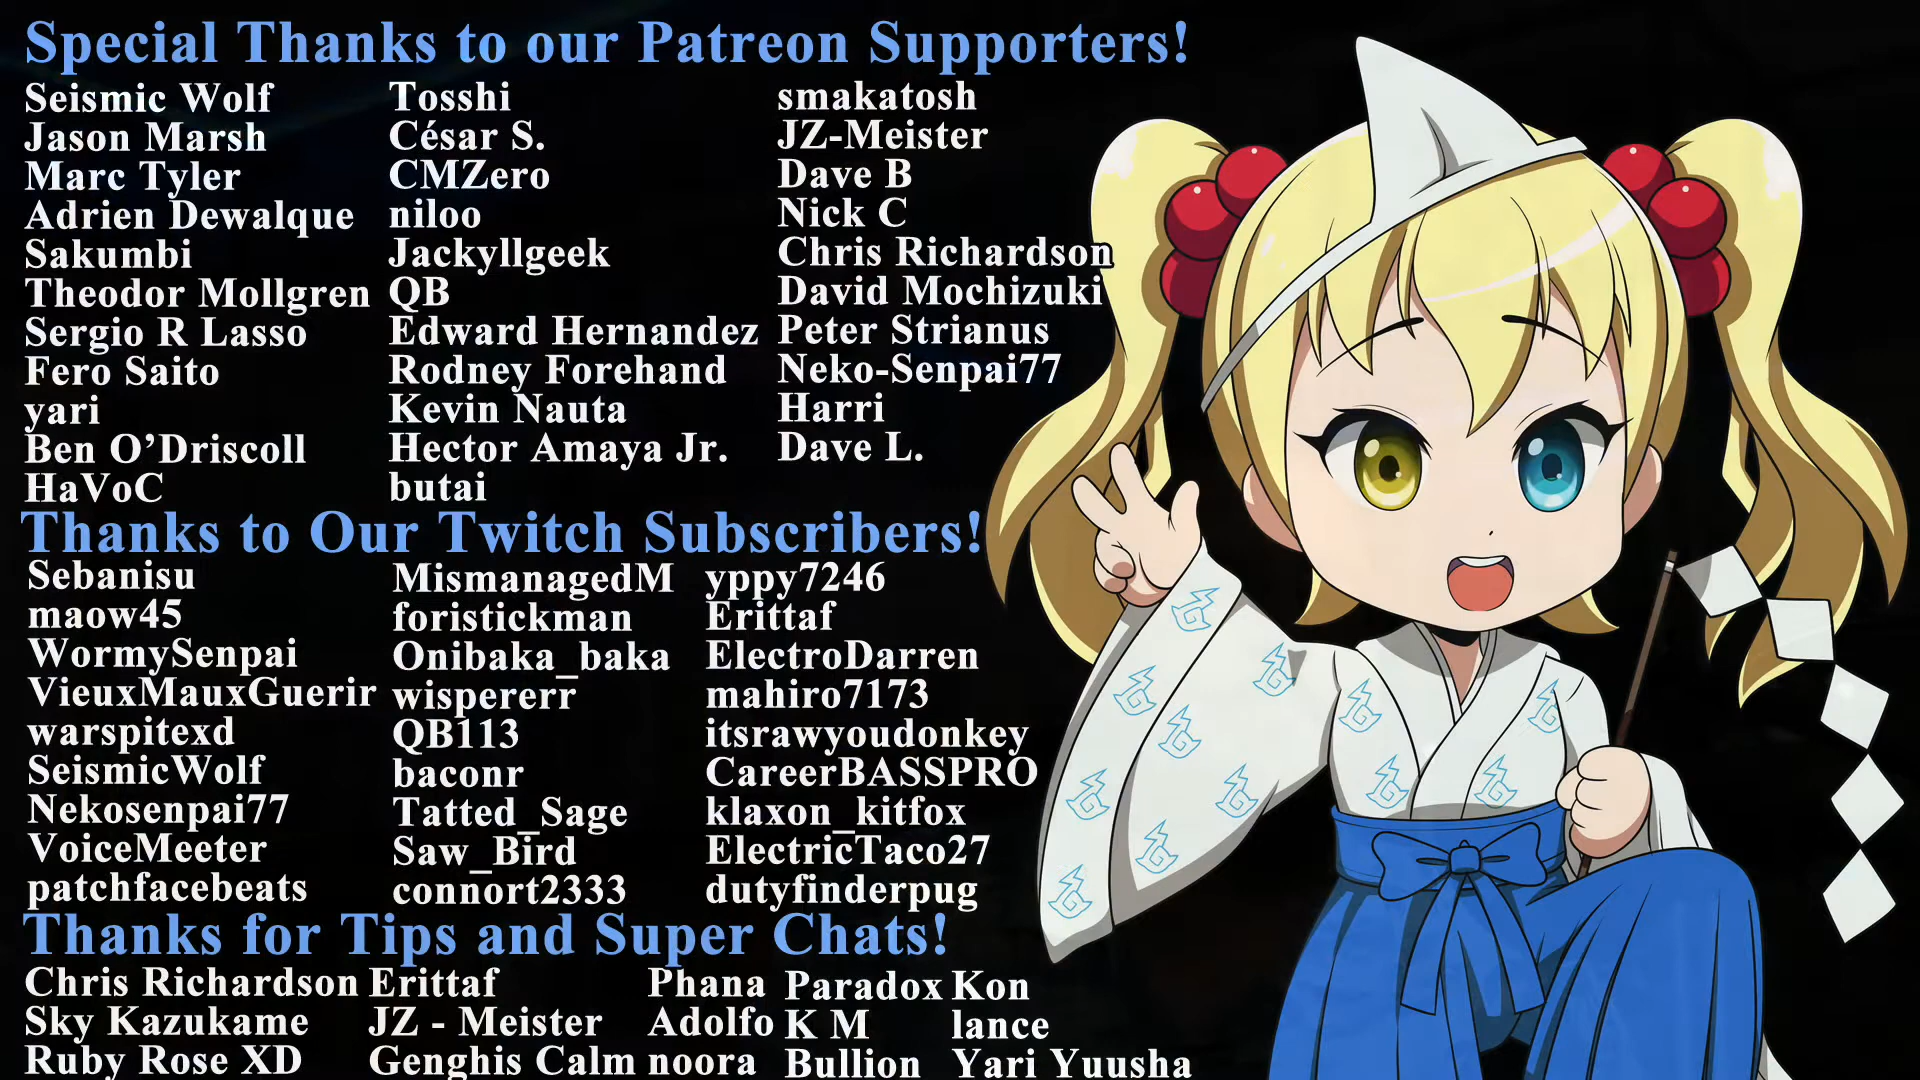 Special Thanks to our Patreon Supporters!
Seismic Wolf
Jason Marsh
Marc Tyler
Adrien Dewalque
Sakumbi
Theodor Mollgren
Sergio R Lasso
Fero Saito
yari
Ben O’Driscoll
HaVoC
Tosshi
César S.
CMZero
niloo
Jackyllgeek
QB
Edward Hernandez
Rodney Forehand
Kevin Nauta
Hector Amaya Jr.
butai
smakatosh
JZ-Meister
Dave B
Nick C
Chris Richardson
David Mochizuki
Peter Strianus
Neko-Senpai77
Harri
Dave L.
Thanks to Our Twitch Subscribers!
Sebanisu
maow45
WormySenpai
VieuxMauxGuerir
warspitexd
SeismicWolf
Nekosenpai77
VoiceMeeter
patchfacebeats
MismanagedM
foristickman
Onibaka_baka
wispererr
QB113
baconr
Tatted_Sage
Saw_Bird
connort2333
yppy7246
Erittaf
ElectroDarren
mahiro7173
itsrawyoudonkey
CareerBASSPRO
klaxon_kitfox
ElectricTaco27
dutyfinderpug
Thanks for Tips and Super Chats!
Chris Richardson
Sky Kazukame
Ruby Rose XD
Erittaf
JZ - Meister
Genghis Calm
Phana
Adolfo
noora
Paradox
K M
Bullion
Kon
lance
Yari Yuusha